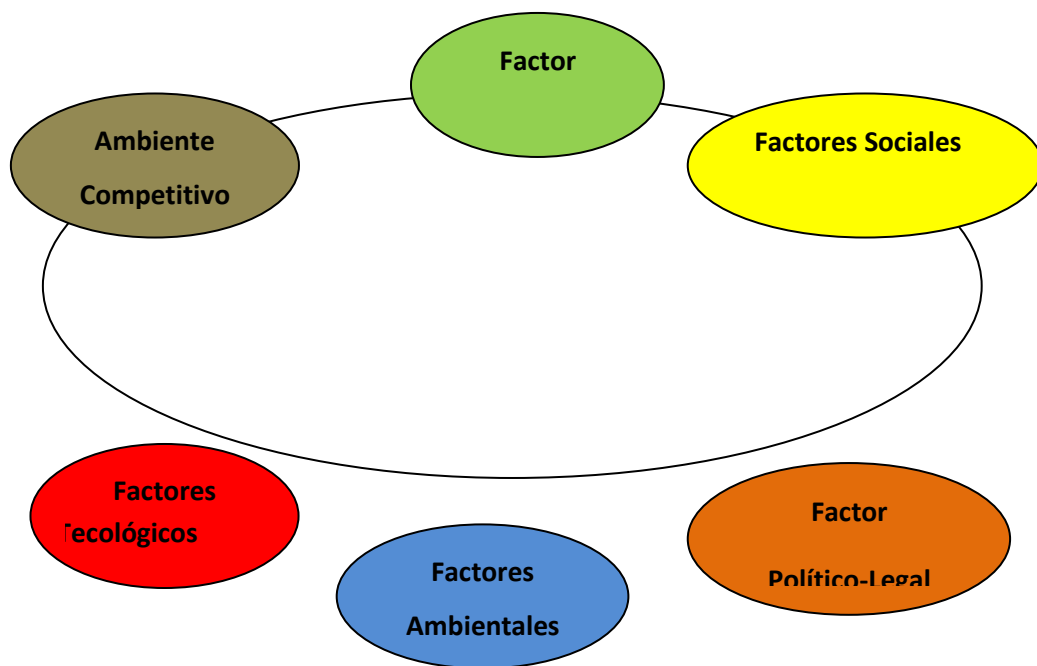 Factor
Ambiente
Competitivo
Factores Sociales
Factores
Tecológicos
Factor
Político-Legal
Factores
Ambientales